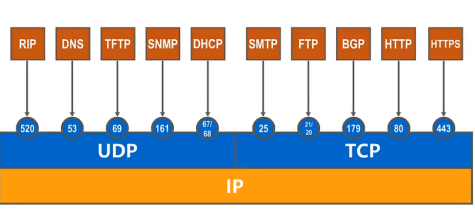 RIP DNS TFTP SNMP DHCP SMTP FTP BGP HTTP HTTPS
520 53 69 161 67/68 25 21/20 179 80 443
UDP TCP
IP